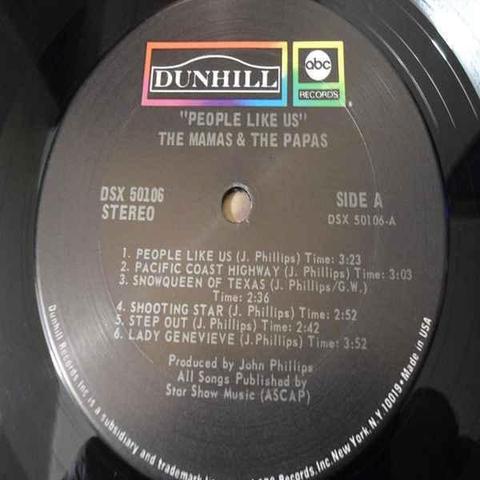 DUNHILL
abc
RECORDS
"PEOPLE LIKE US"
THE MAMAS & THE PAPAS
DSX 50106
STEREO
SIDE A
DSX 50106-A
1. PEOPLE LIKE US (J. Phillips) Time: 3:23
2. PACIFIC COAST HIGHWAY (J. Phillips) Time: 3:03
3. SNOWQUEEN OF TEXAS (J. Phillips/G.W.)
Time: 2:36
4. SHOOTING STAR (J. Phillips) Time: 2:52
5. STEP OUT (J. Phillips) Time: 2:42
6. LADY GENEVIEVE (J. Phillips) Time: 3:52
Produced by John Phillips
All Songs Published by
Star Show Music (ASCAP)
Dunhill Records, Inc. is a subsidiary and trademark Records, Inc. New York, N.Y. 10019 • Made in USA